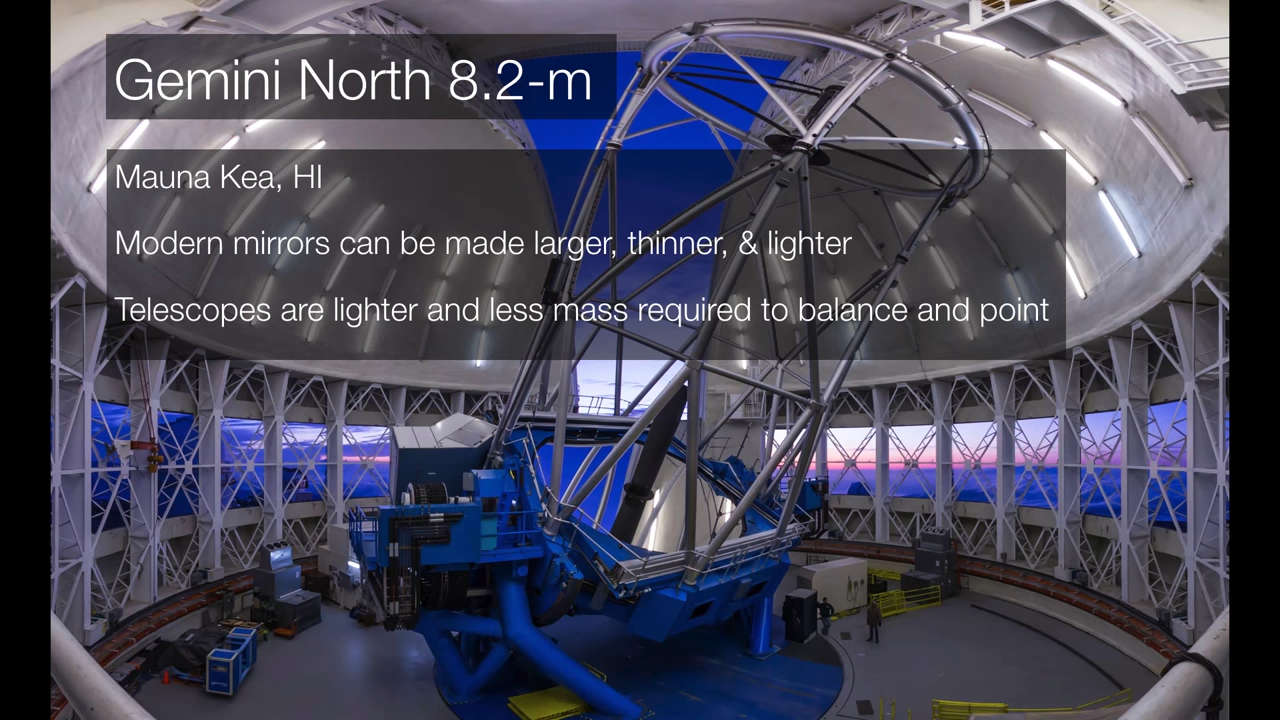 Gemini North 8.2-m
Mauna Kea, HI
Modern mirrors can be made larger, thinner, & lighter
Telescopes are lighter and less mass required to balance and point